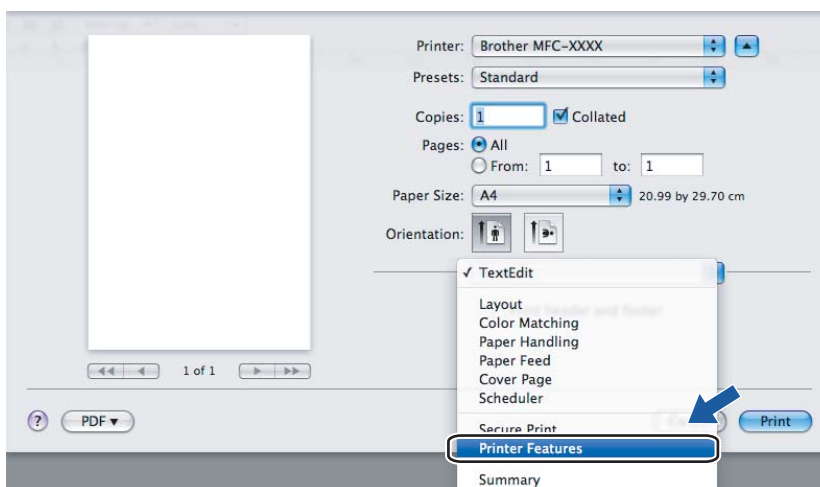 Printer: Brother MFC-XXXX
Presets: Standard
Copies: 1 Collated
Pages: All
From: 1 to: 1
Paper Size: A4 20.99 by 29.70 cm
Orientation:
✓ TextEdit
Layout
Color Matching
Paper Handling
Paper Feed
Cover Page
Scheduler
Secure Print
Printer Features
Summary
1 of 1
? PDF ▼
Print